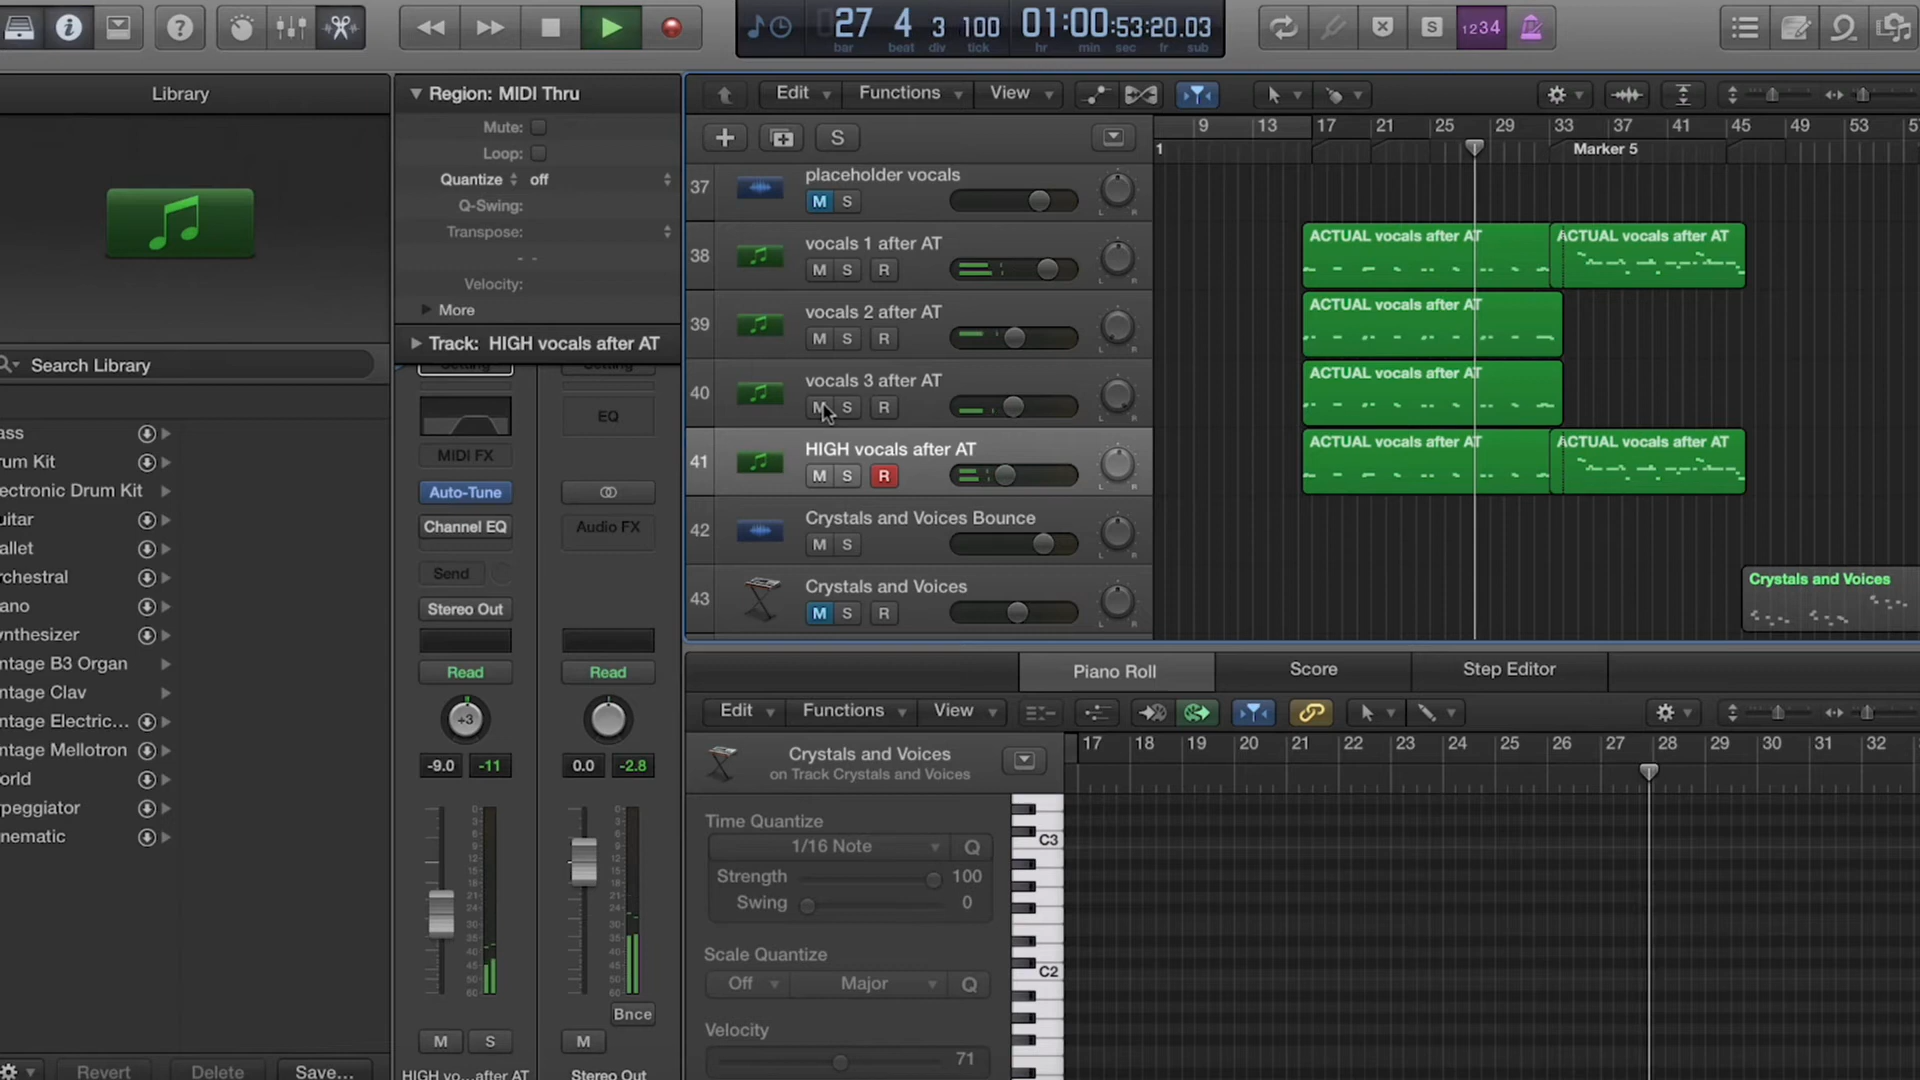 27 4 3 100 01:00:53:20.03
bar beat div tick hr min sec fr sub
S 1234
Library
Region: MIDI Thru
Mute:
Loop:
Quantize off
Q-Swing:
Transpose:
- -
Velocity:
More
Track: HIGH vocals after AT
Search Library
ass
rum Kit
ectronic Drum Kit
uitar
allet
rchestral
ano
ynthesizer
ntage B3 Organ
ntage Clav
ntage Electric...
ntage Mellotron
orld
rpeggiator
nematic
Revert Delete Save...
Setting Setting
EQ
MIDI FX
Auto-Tune
Channel EQ Audio FX
Send
Stereo Out
Read Read
+3
-9.0 -11 0.0 -2.8
Bnce
M S M
HIGH vo...after AT Stereo Out
Edit Functions View
S
9 13 17 21 25 29 33 37 41 45 49 53
1 Marker 5
37 placeholder vocals
M S
38 vocals 1 after AT
M S R
39 vocals 2 after AT
M S R
40 vocals 3 after AT
M S R
41 HIGH vocals after AT
M S R
42 Crystals and Voices Bounce
M S
43 Crystals and Voices
M S R
ACTUAL vocals after AT ACTUAL vocals after AT
ACTUAL vocals after AT
ACTUAL vocals after AT
ACTUAL vocals after AT ACTUAL vocals after AT
Crystals and Voices
Piano Roll Score Step Editor
Edit Functions View
17 18 19 20 21 22 23 24 25 26 27 28 29 30 31 32
Crystals and Voices
on Track Crystals and Voices
Time Quantize
1/16 Note Q
Strength 100
Swing 0
Scale Quantize
Off Major Q
Velocity
71
C3
C2